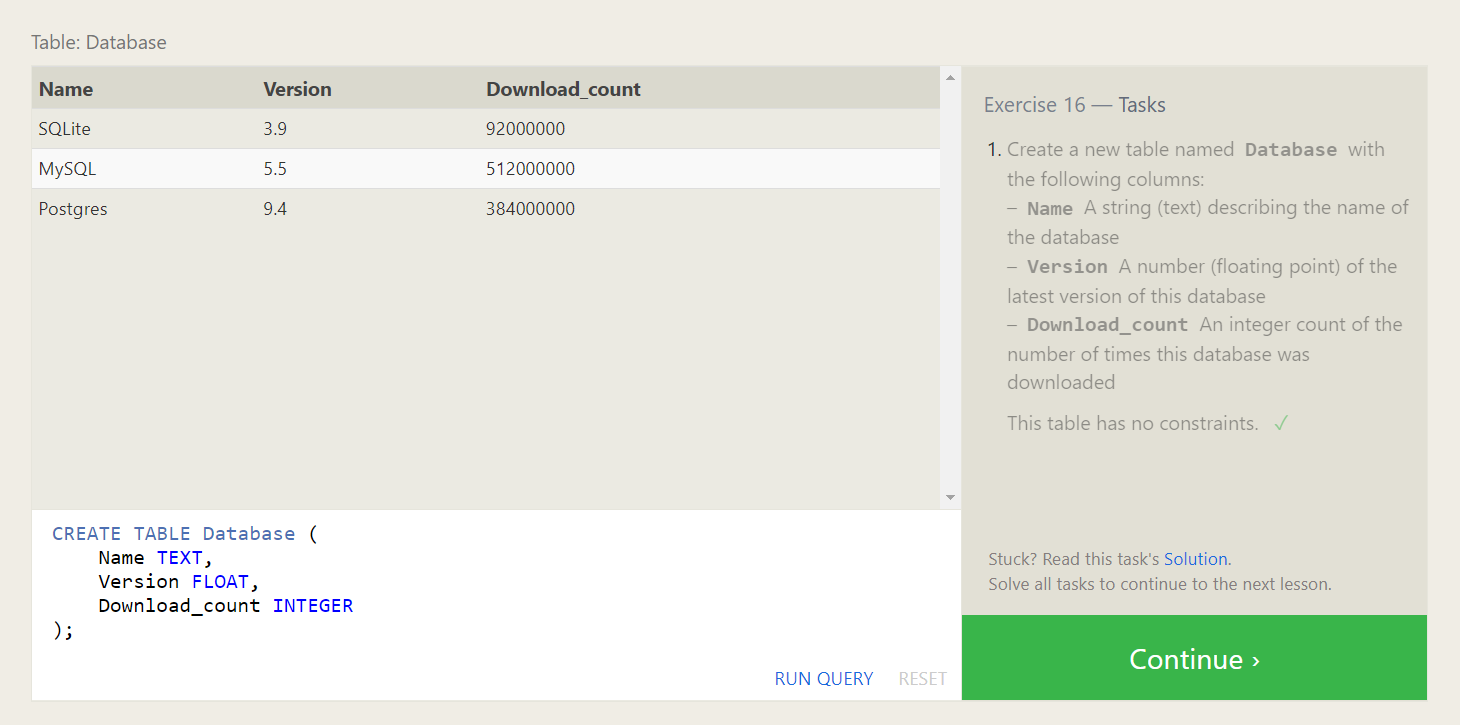 Table: Database
Name Version Download_count
SQLite 3.9 92000000
MySQL 5.5 512000000
Postgres 9.4 384000000
CREATE TABLE Database (
    Name TEXT,
    Version FLOAT,
    Download_count INTEGER
);
RUN QUERY RESET
Exercise 16 — Tasks
1. Create a new table named Database with
the following columns:
– Name A string (text) describing the name of
the database
– Version A number (floating point) of the
latest version of this database
– Download_count An integer count of the
number of times this database was
downloaded
This table has no constraints. ✓
Stuck? Read this task's Solution.
Solve all tasks to continue to the next lesson.
Continue ›